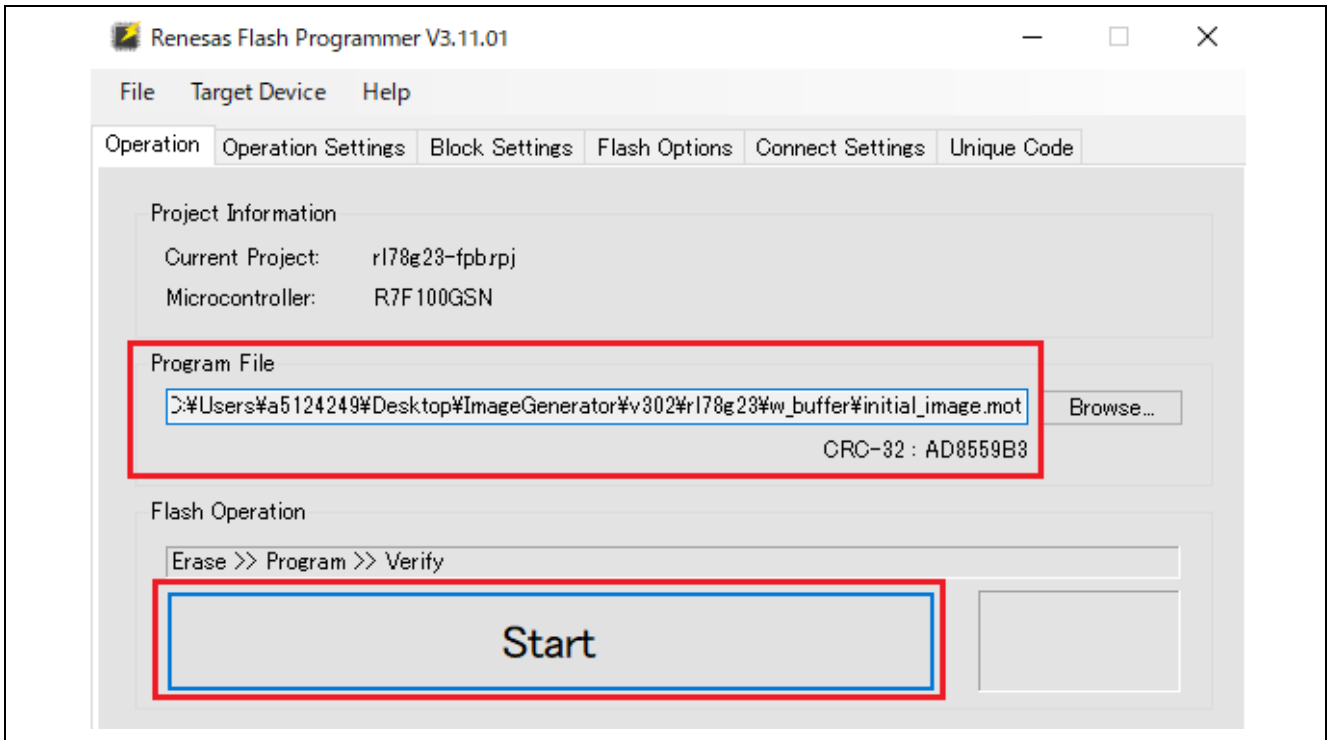 Renesas Flash Programmer V3.11.01
File Target Device Help
Operation Operation Settings Block Settings Flash Options Connect Settings Unique Code
Project Information
Current Project: rl78g23-fpb.rpj
Microcontroller: R7F100GSN
Program File
C:¥Users¥a5124249¥Desktop¥ImageGenerator¥v302¥rl78g23¥w_buffer¥initial_image.mot Browse...
CRC-32 : AD8559B3
Flash Operation
Erase >> Program >> Verify
Start